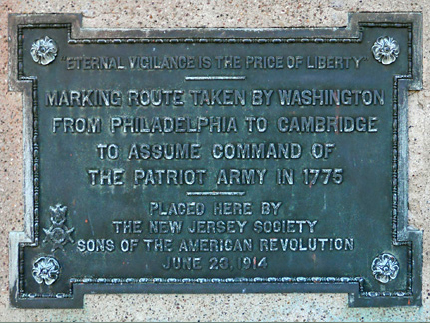 "ETERNAL VIGILANCE IS THE PRICE OF LIBERTY"
MARKING ROUTE TAKEN BY WASHINGTON
FROM PHILADELPHIA TO CAMBRIDGE
TO ASSUME COMMAND OF
THE PATRIOT ARMY IN 1775
PLACED HERE BY
THE NEW JERSEY SOCIETY
SONS OF THE AMERICAN REVOLUTION
JUNE 23, 1914